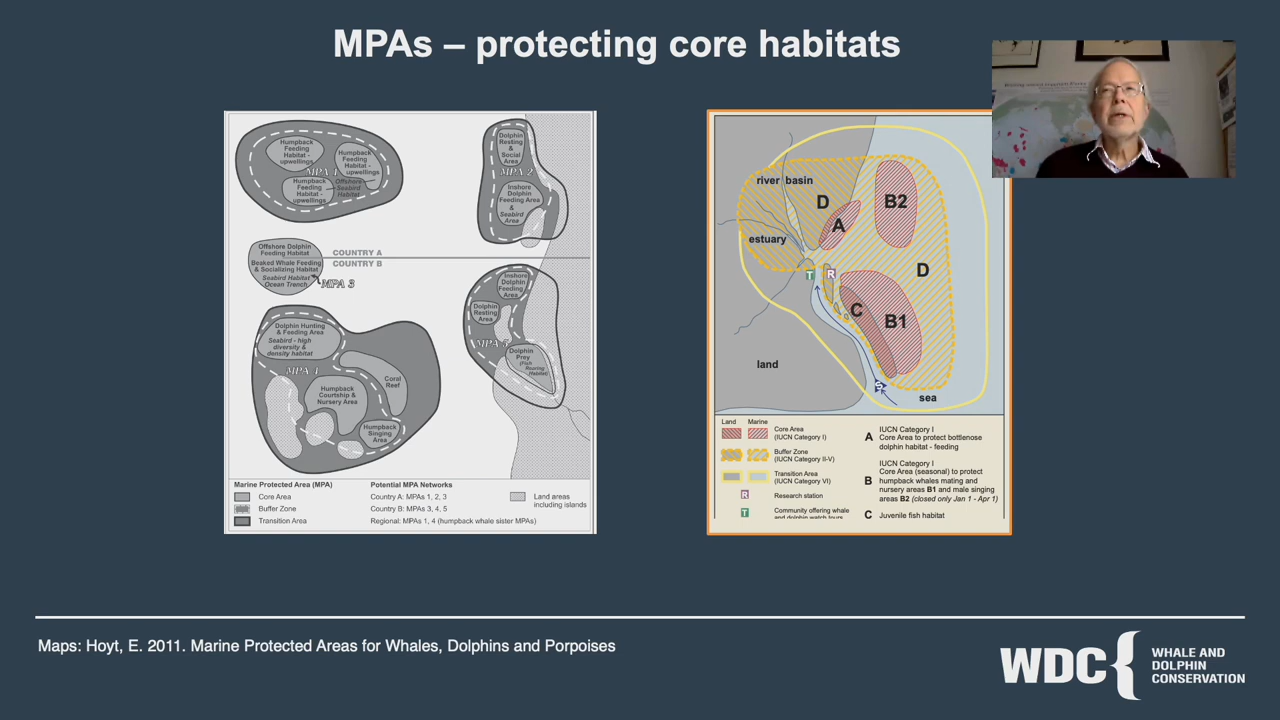 MPAs – protecting core habitats
Humpback
Feeding
Habitat -
upwellings
Humpback
Feeding
Habitat -
upwellings
MPA 1
Humpback
Feeding
Habitat -
upwellings
Offshore
Seabird
Habitat
Dolphin
Resting
& Social
Area
MPA 2
Inshore
Dolphin
Feeding Area
&
Seabird
Area
Offshore Dolphin
Feeding Habitat
Beaked Whale Feeding
& Socializing Habitat
Seabird Habitat
Ocean Trench
MPA 3
COUNTRY A
COUNTRY B
Dolphin Hunting
& Feeding Area
Seabird - high
diversity &
density habitat
MPA 4
Humpback
Courtship &
Nursery Area
Coral
Reef
Humpback
Singing
Area
Inshore
Dolphin
Feeding
Area
Dolphin
Resting
Area
MPA 5
Dolphin
Prey
(Fish
Rearing
Habitat)
Marine Protected Area (MPA)
Core Area
Buffer Zone
Transition Area
Potential MPA Networks
Country A: MPAs 1, 2, 3
Country B: MPAs 3, 4, 5
Regional: MPAs 1, 4 (humpback whale sister MPAs)
Land areas
including islands
river basin
estuary
D
A
B2
D
T
R
C
B1
land
S
sea
Land
Marine
Core Area
(IUCN Category I)
Buffer Zone
(IUCN Category II-V)
Transition Area
(IUCN Category VI)
R
Research station
T
Community offering whale
and dolphin watch tours
A
IUCN Category I
Core Area to protect bottlenose
dolphin habitat - feeding
B
IUCN Category I
Core Area (seasonal) to protect
humpback whales mating and
nursery areas B1 and male singing
areas B2 (closed only Jan 1 - Apr 1)
C
Juvenile fish habitat
Maps: Hoyt, E. 2011. Marine Protected Areas for Whales, Dolphins and Porpoises
WDC
WHALE AND
DOLPHIN
CONSERVATION